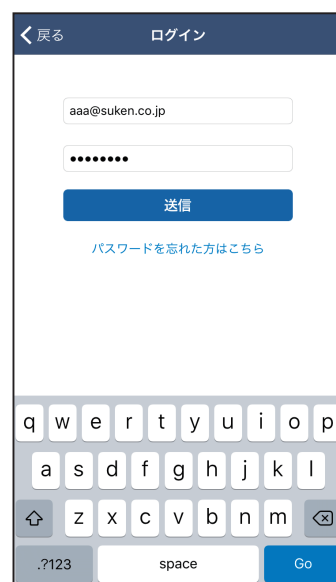 戻る ログイン
aaa@suken.co.jp
••••••••
送信
パスワードを忘れた方はこちら
q w e r t y u i o p
a s d f g h j k l
z x c v b n m
.?123 space Go